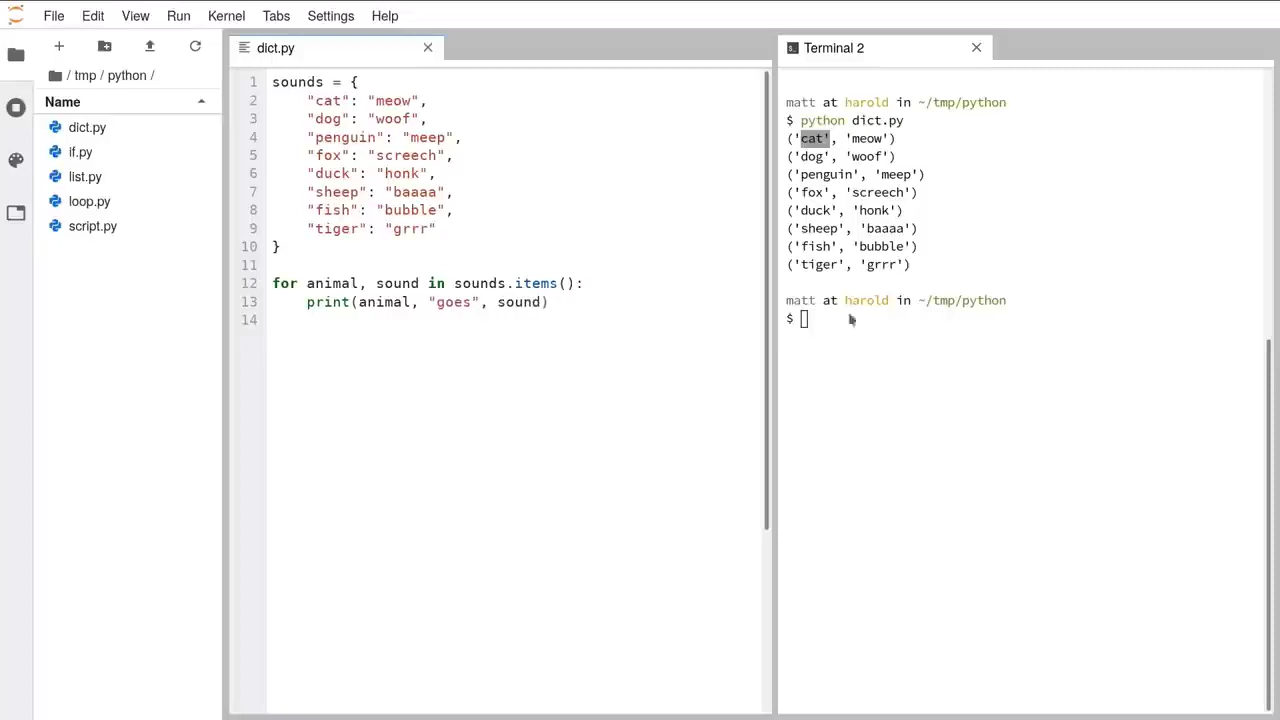 File Edit View Run Kernel Tabs Settings Help
/ tmp / python /
Name
dict.py
if.py
list.py
loop.py
script.py
dict.py
1 sounds = {
2     "cat": "meow",
3     "dog": "woof",
4     "penguin": "meep",
5     "fox": "screech",
6     "duck": "honk",
7     "sheep": "baaaa",
8     "fish": "bubble",
9     "tiger": "grrr"
10 }
11
12 for animal, sound in sounds.items():
13     print(animal, "goes", sound)
14
Terminal 2
matt at harold in ~/tmp/python
$ python dict.py
('cat', 'meow')
('dog', 'woof')
('penguin', 'meep')
('fox', 'screech')
('duck', 'honk')
('sheep', 'baaaa')
('fish', 'bubble')
('tiger', 'grrr')
matt at harold in ~/tmp/python
$